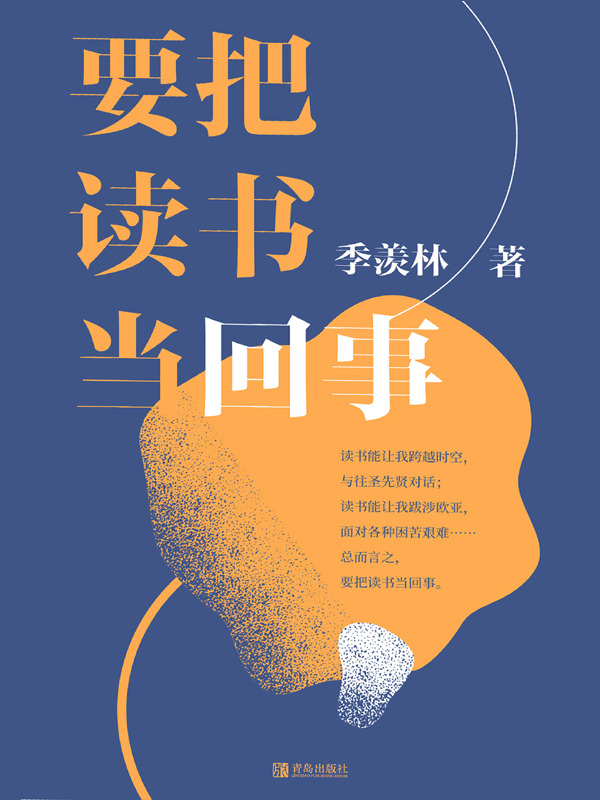 要把
读书
当回事
季羡林 著
读书能让我跨越时空,
与往圣先贤对话;
读书能让我跋涉欧亚,
面对各种困苦艰难……
总而言之,
要把读书当回事。
青岛出版社